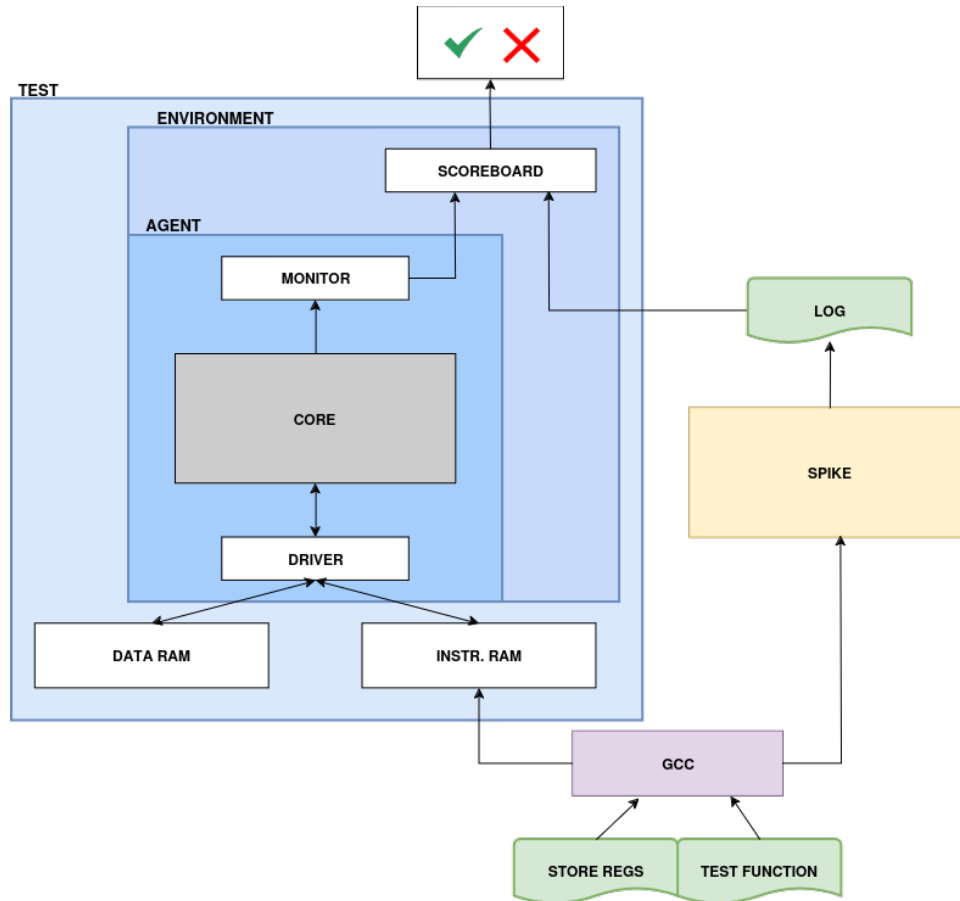 TEST
ENVIRONMENT
SCOREBOARD
AGENT
MONITOR
LOG
CORE
SPIKE
DRIVER
DATA RAM
INSTR. RAM
GCC
STORE REGS
TEST FUNCTION